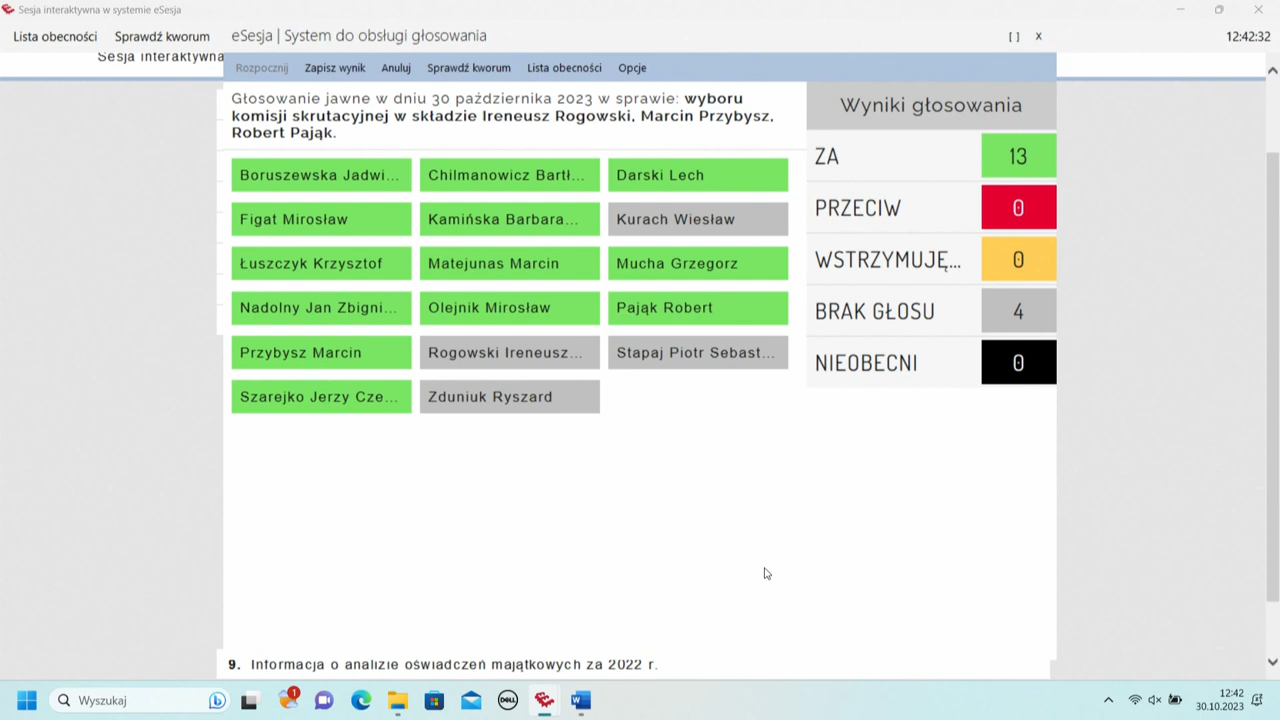 Sesja interaktywna w systemie eSesja
Lista obecności Sprawdź kworum eSesja | System do obsługi głosowania [ ] x 12:42:32
Sesja interaktywna
Rozpocznij Zapisz wynik Anuluj Sprawdź kworum Lista obecności Opcje
Głosowanie jawne w dniu 30 października 2023 w sprawie: wyboru
komisji skrutacyjnej w składzie Ireneusz Rogowski, Marcin Przybysz,
Robert Pająk.
Boruszewska Jadwi... Chilmanowicz Bartł... Darski Lech
Figat Mirosław Kamińska Barbara... Kurach Wiesław
Łuszczyk Krzysztof Matejunas Marcin Mucha Grzegorz
Nadolny Jan Zbigni... Olejnik Mirosław Pająk Robert
Przybysz Marcin Rogowski Ireneusz... Stapaj Piotr Sebast...
Szarejko Jerzy Cze... Zduniuk Ryszard
Wyniki głosowania
ZA 13
PRZECIW 0
WSTRZYMUJĘ... 0
BRAK GŁOSU 4
NIEOBECNI 0
9. Informacja o analizie oświadczeń majątkowych za 2022 r.
Wyszukaj
1
DELL
12:42
30.10.2023